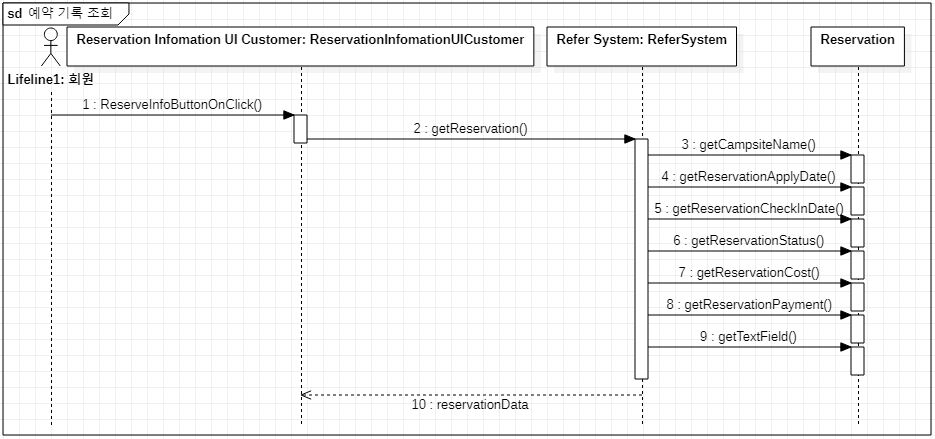 sd 예약 기록 조회
Reservation Infomation UI Customer: ReservationInfomationUICustomer
Refer System: ReferSystem
Reservation
Lifeline1: 회원
1 : ReserveInfoButtonOnClick()
2 : getReservation()
3 : getCampsiteName()
4 : getReservationApplyDate()
5 : getReservationCheckInDate()
6 : getReservationStatus()
7 : getReservationCost()
8 : getReservationPayment()
9 : getTextField()
10 : reservationData